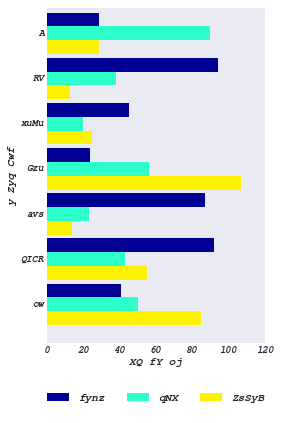 A
RV
xuMu
Gzu
avs
QICR
ow
y Zyq Cwf
0 20 40 60 80 100 120
XQ fY oj
fynz qNX ZsSyB